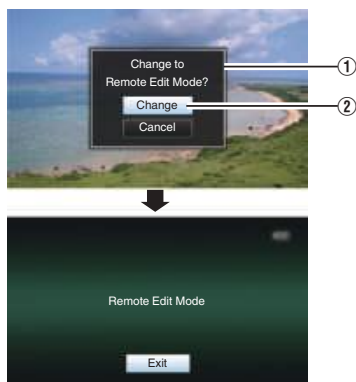 Change to
Remote Edit Mode?
①
Change
②
Cancel
Remote Edit Mode
Exit